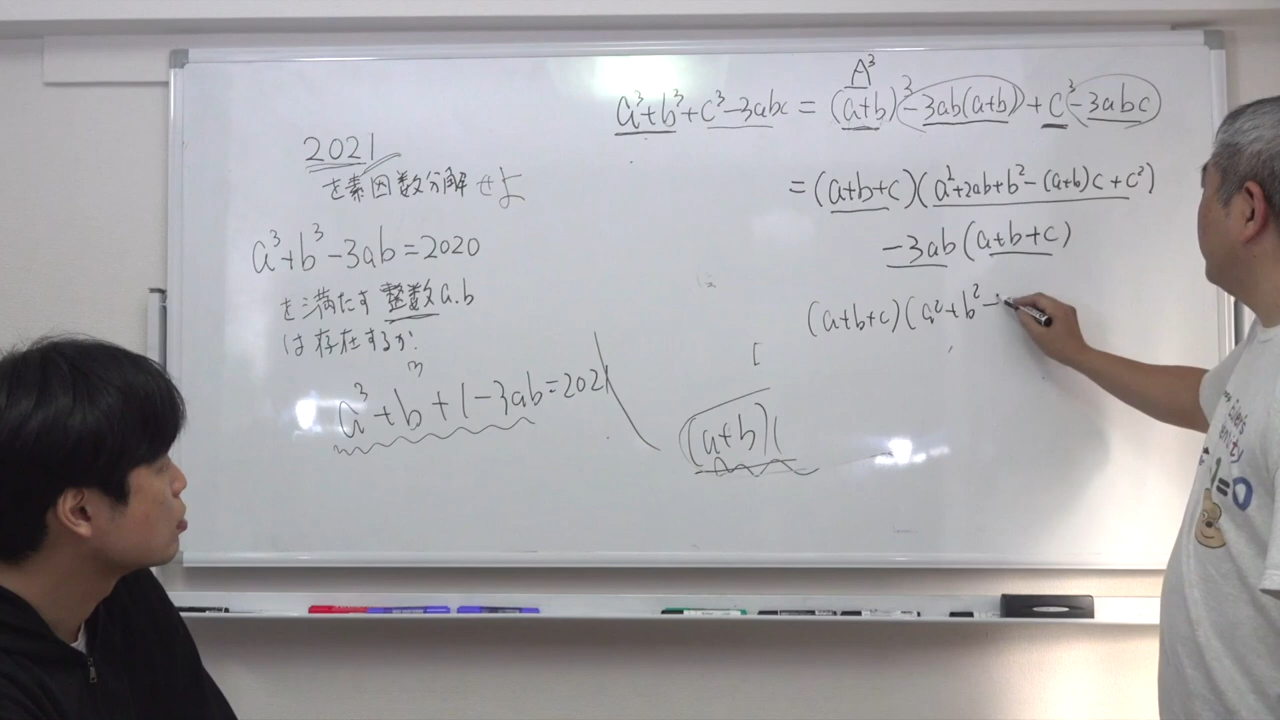 2021
を素因数分解せよ
a³+b³-3ab=2020
を満たす整数a.b
は存在するか.
a³+b³+1-3ab=2021
A³
a³+b³+c³-3abc=(a+b)³-3ab(a+b)+c³-3abc
=(a+b+c)(a²+2ab+b²-(a+b)c+c²)
-3ab(a+b+c)
(a+b+c)(a²+b²-
(a+b)(
Euler's
=0